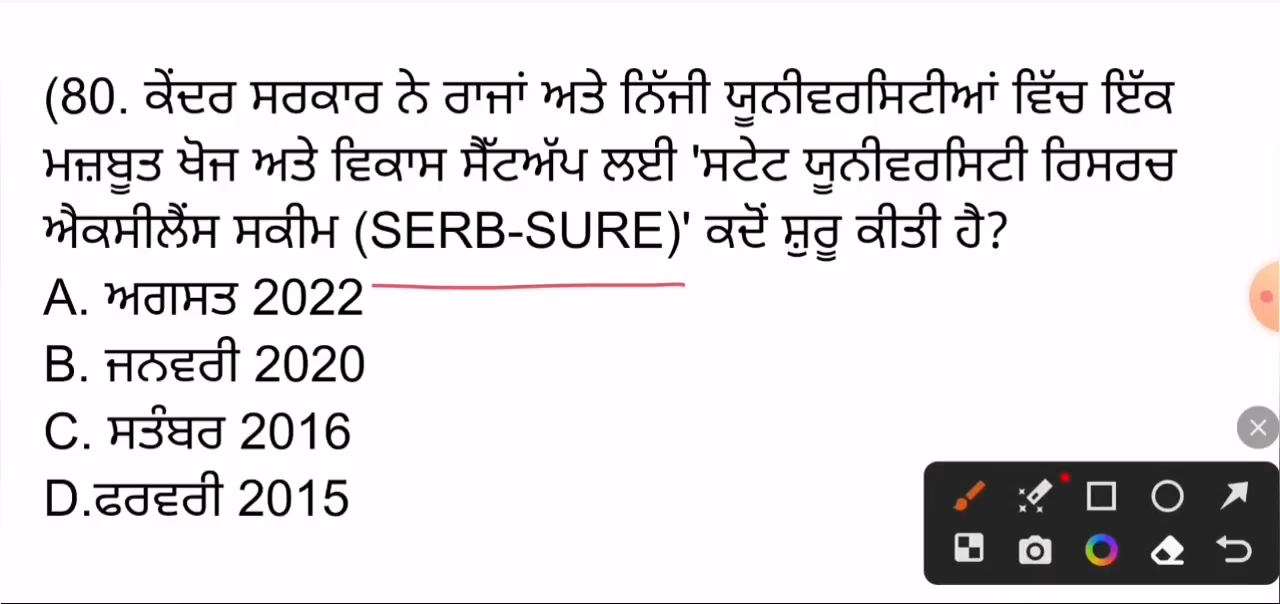 (80. ਕੇਂਦਰ ਸਰਕਾਰ ਨੇ ਰਾਜਾਂ ਅਤੇ ਨਿੱਜੀ ਯੂਨੀਵਰਸਿਟੀਆਂ ਵਿੱਚ ਇੱਕ
ਮਜ਼ਬੂਤ ਖੋਜ ਅਤੇ ਵਿਕਾਸ ਸੈੱਟਅੱਪ ਲਈ 'ਸਟੇਟ ਯੂਨੀਵਰਸਿਟੀ ਰਿਸਰਚ
ਐਕਸੀਲੈਂਸ ਸਕੀਮ (SERB-SURE)' ਕਦੋਂ ਸ਼ੁਰੂ ਕੀਤੀ ਹੈ?
A. ਅਗਸਤ 2022
B. ਜਨਵਰੀ 2020
C. ਸਤੰਬਰ 2016
D.ਫਰਵਰੀ 2015